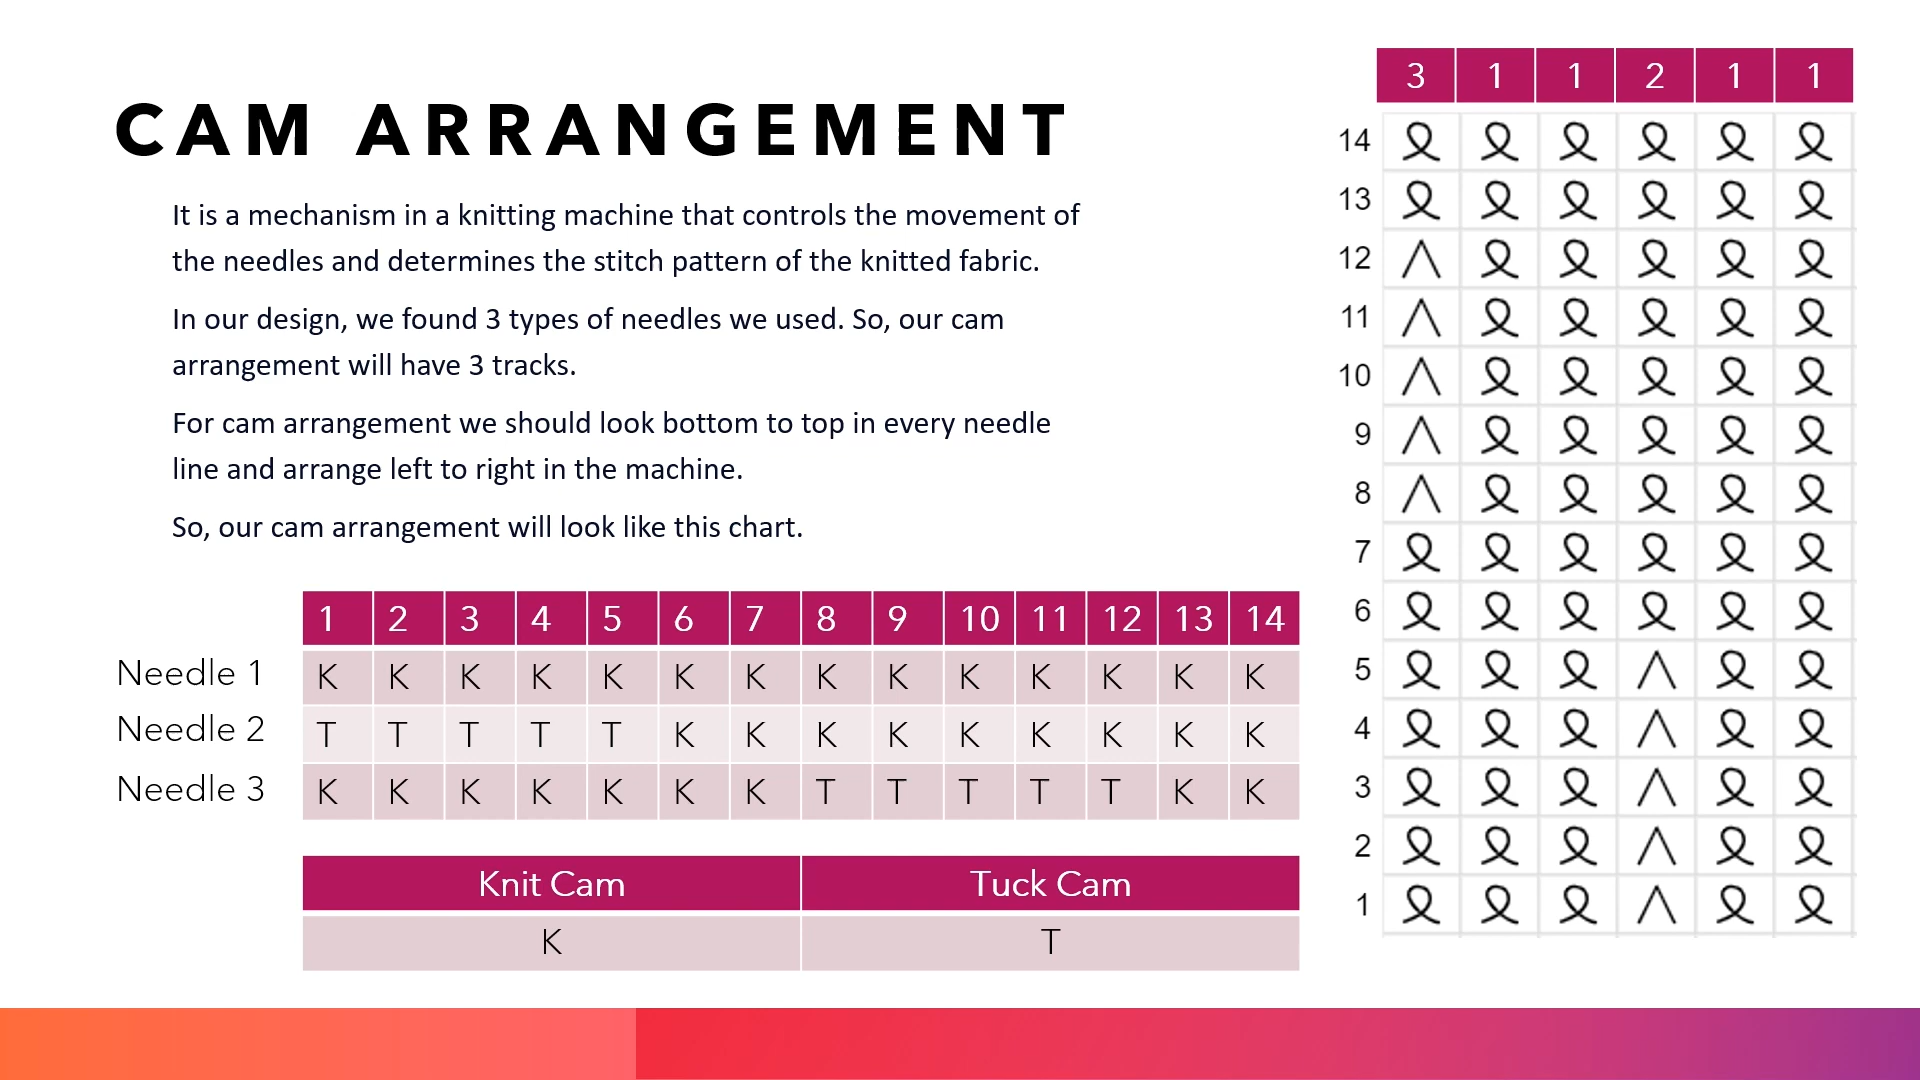 CAM ARRANGEMENT
It is a mechanism in a knitting machine that controls the movement of
the needles and determines the stitch pattern of the knitted fabric.
In our design, we found 3 types of needles we used. So, our cam
arrangement will have 3 tracks.
For cam arrangement we should look bottom to top in every needle
line and arrange left to right in the machine.
So, our cam arrangement will look like this chart.
1 2 3 4 5 6 7 8 9 10 11 12 13 14
Needle 1 K K K K K K K K K K K K K K
Needle 2 T T T T T K K K K K K K K K
Needle 3 K K K K K K K T T T T T K K
Knit Cam Tuck Cam
K T
3 1 1 2 1 1
14
13
12
11
10
9
8
7
6
5
4
3
2
1